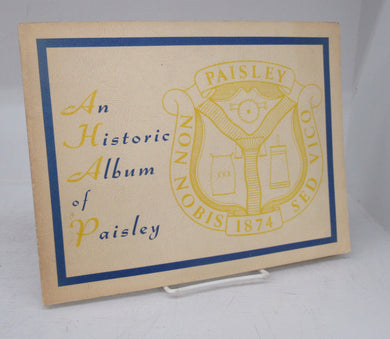 An
Historic
Album
of
Paisley
PAISLEY
NON NOBIS
SED VICO
1874